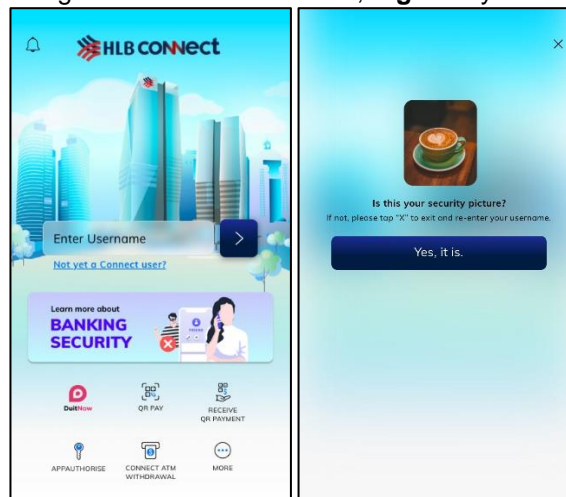 HLB CONNECT
Enter Username
Not yet a Connect user?
Learn more about
BANKING
SECURITY
DuitNow
QR PAY
RECEIVE
QR PAYMENT
APPAUTHORISE
CONNECT ATM
WITHDRAWAL
MORE
Is this your security picture?
If not, please tap "X" to exit and re-enter your username.
Yes, it is.